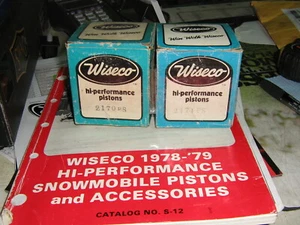 Wiseco
hi-performance
pistons
Wiseco
hi-performance
pistons
WISECO 1978-'79
HI-PERFORMANCE
SNOWMOBILE PISTONS
and ACCESSORIES
CATALOG NO. S-12